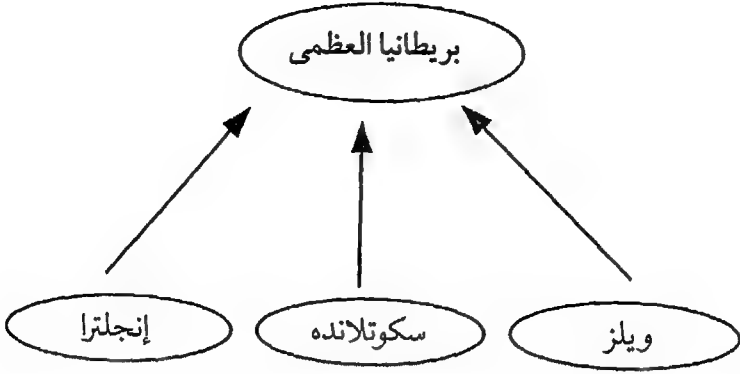 بريطانيا العظمى
ويلز
سكوتلانده
إنجلترا